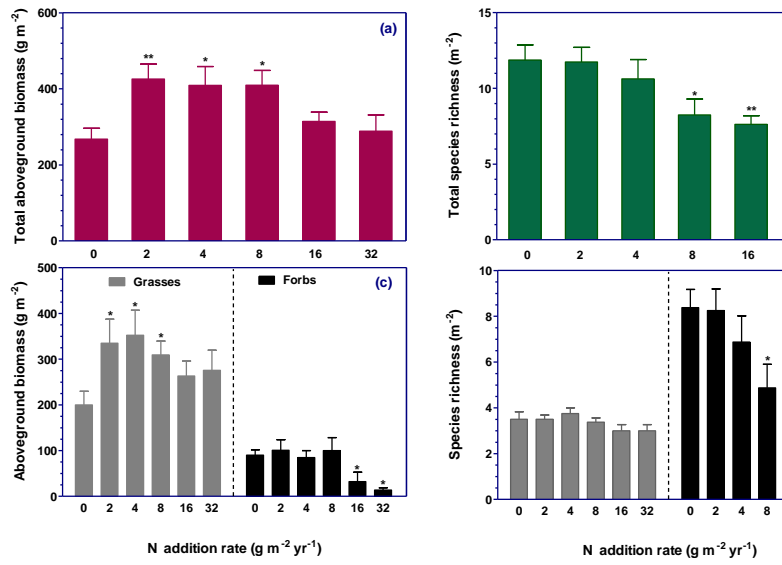 Total aboveground biomass (g m⁻²)
600
400
200
0
(a)
**
*
*
0 2 4 8 16 32
Total species richness (m⁻²)
15
10
5
0
*
**
0 2 4 8 16
Aboveground biomass (g m⁻²)
500
400
300
200
100
0
Grasses
Forbs
(c)
*
*
*
*
*
0 2 4 8 16 32 0 2 4 8 16 32
N addition rate (g m⁻² yr⁻¹)
Species richness (m⁻²)
10
8
6
4
2
0
*
0 2 4 8 16 32 0 2 4 8
N addition rate (g m⁻² yr⁻¹)